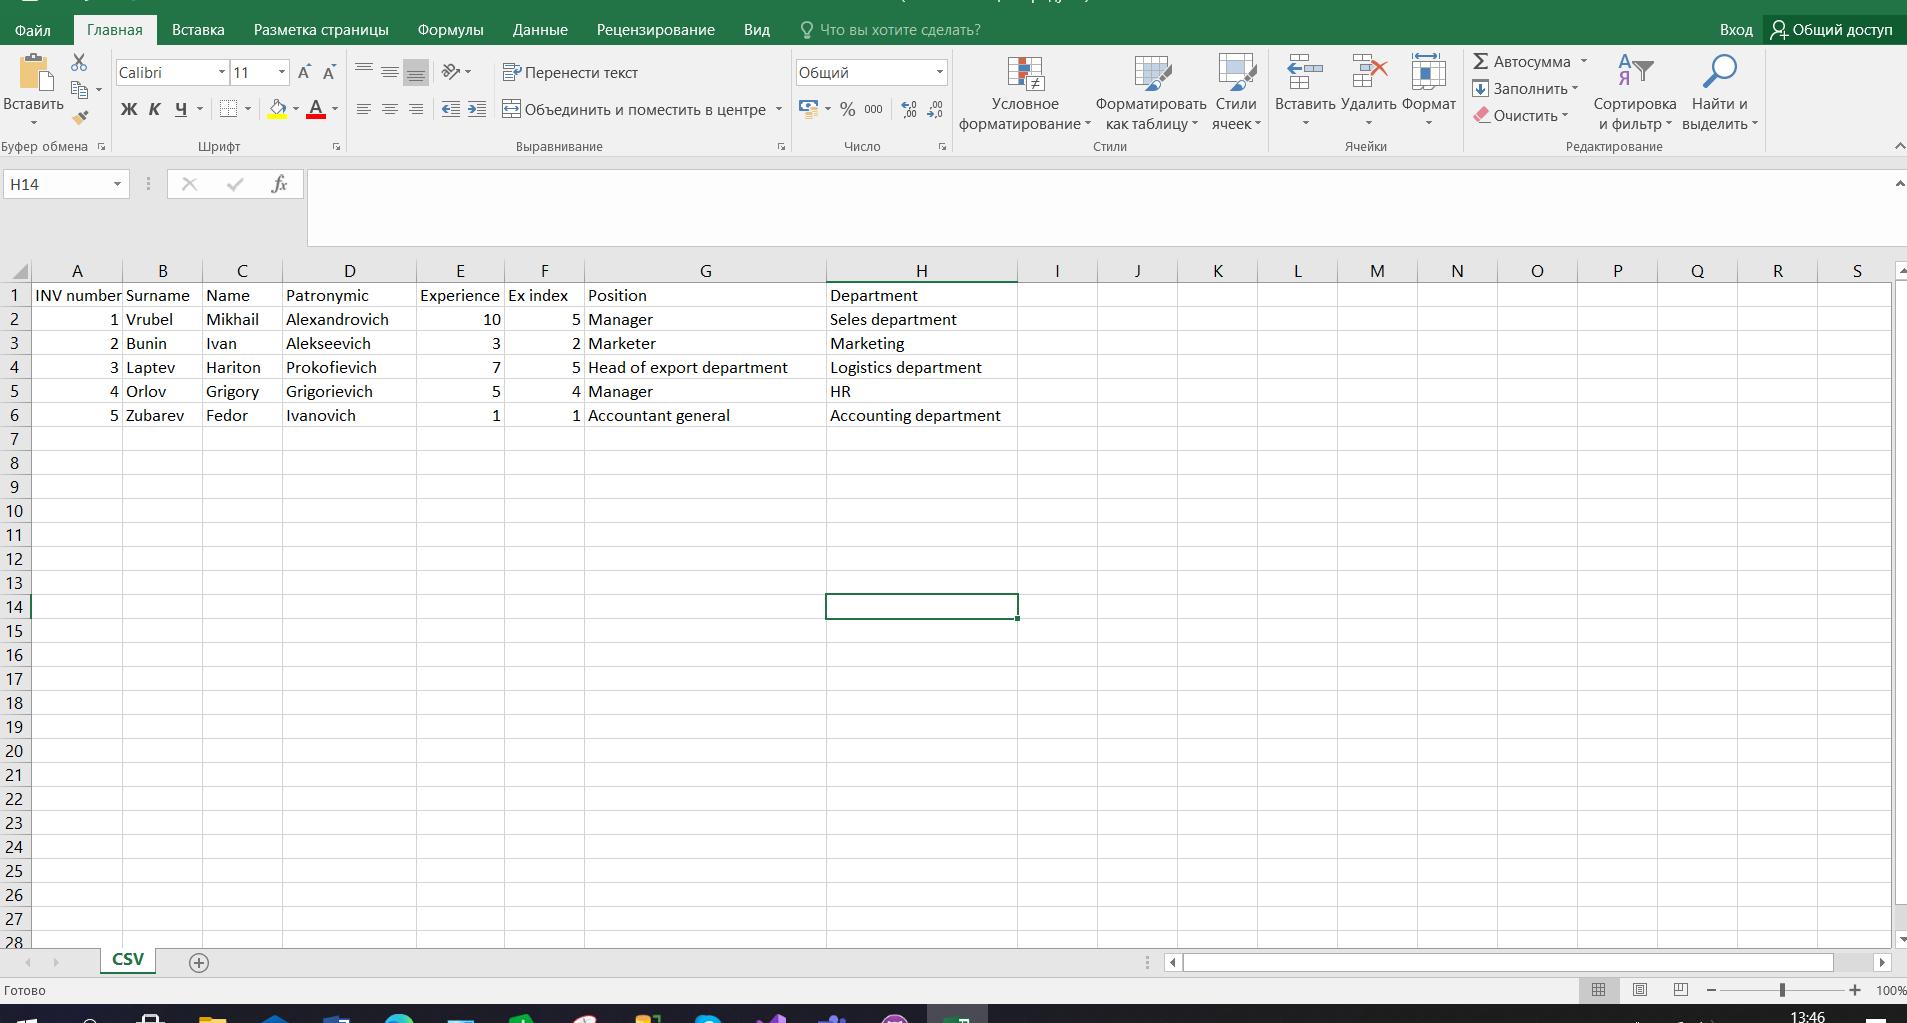 Файл Главная Вставка Разметка страницы Формулы Данные Рецензирование Вид Что вы хотите сделать? Вход Общий доступ
Calibri 11 Перенести текст Общий Автосумма
Вставить Заполнить
Ж К Ч Объединить и поместить в центре % 000 Условное форматирование Форматировать как таблицу Стили ячеек Вставить Удалить Формат Очистить Сортировка и фильтр Найти и выделить
Буфер обмена Шрифт Выравнивание Число Стили Ячейки Редактирование
H14 fx
A B C D E F G H I J K L M N O P Q R S
1 INV number Surname Name Patronymic Experience Ex index Position Department
2 1 Vrubel Mikhail Alexandrovich 10 5 Manager Seles department
3 2 Bunin Ivan Alekseevich 3 2 Marketer Marketing
4 3 Laptev Hariton Prokofievich 7 5 Head of export department Logistics department
5 4 Orlov Grigory Grigorievich 5 4 Manager HR
6 5 Zubarev Fedor Ivanovich 1 1 Accountant general Accounting department
7
8
9
10
11
12
13
14
15
16
17
18
19
20
21
22
23
24
25
26
27
28
CSV
Готово 100%
13:46